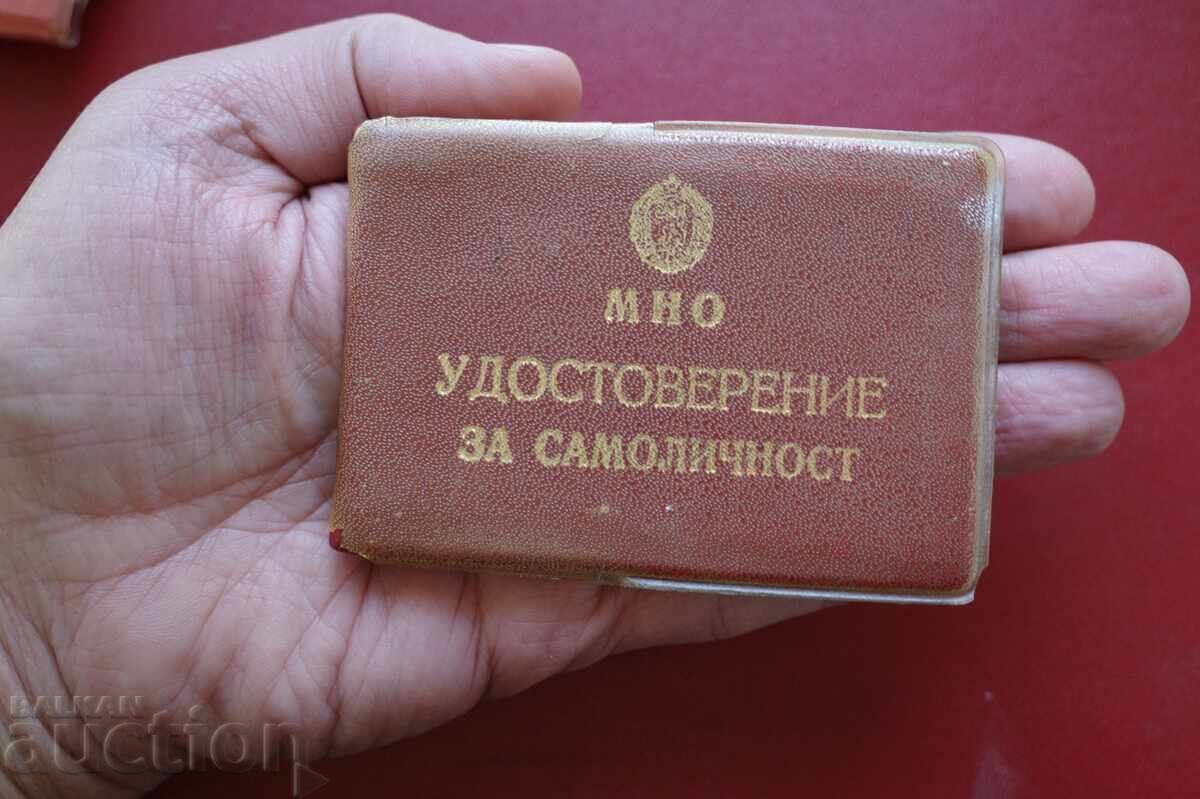 МНО
УДОСТОВЕРЕНИЕ
ЗА САМОЛИЧНОСТ
BALKAN
auction